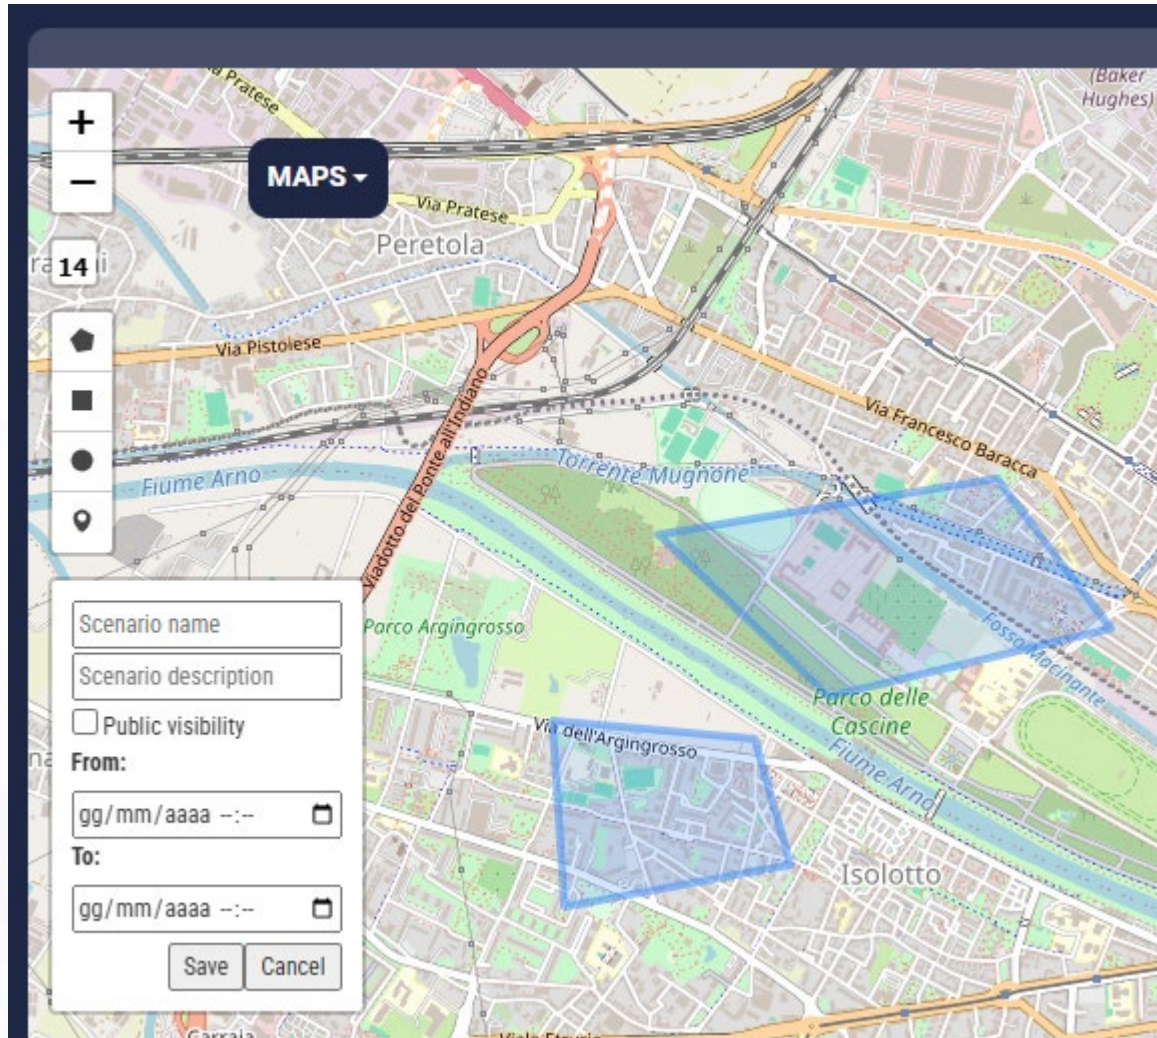 a Pratese
(Baker
Hughes)
+
−
MAPS
Via Pratese
Peretola
14
Via Pistoiese
Viadotto del Ponte all'Indiano
Via Francesco Baracca
Torrente Mugnone
Fiume Arno
Scenario name
Scenario description
Public visibility
From:
gg/mm/aaaa --:--
To:
gg/mm/aaaa --:--
Save
Cancel
Parco Argingrosso
Fosso Macinante
Parco delle
Cascine
Via dell'Argingrosso
Fiume Arno
Isolotto